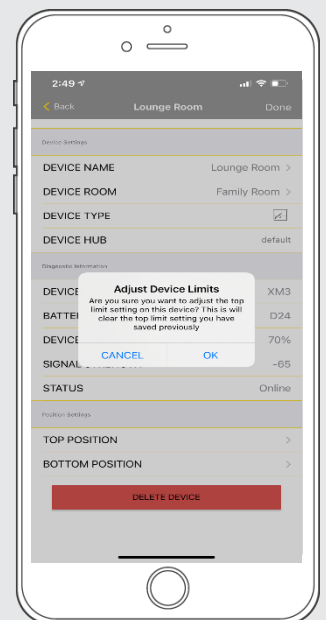 2:49
Back Lounge Room Done
Device Settings
DEVICE NAME Lounge Room
DEVICE ROOM Family Room
DEVICE TYPE
DEVICE HUB default
Diagnostic Information
DEVICE XM3
D24
DEVICE 70%
SIGNAL -65
STATUS Online
Adjust Device Limits
Are you sure you want to adjust the top
limit setting on this device? This is will
clear the top limit setting you have
saved previously
CANCEL OK
Position Settings
TOP POSITION
BOTTOM POSITION
DELETE DEVICE